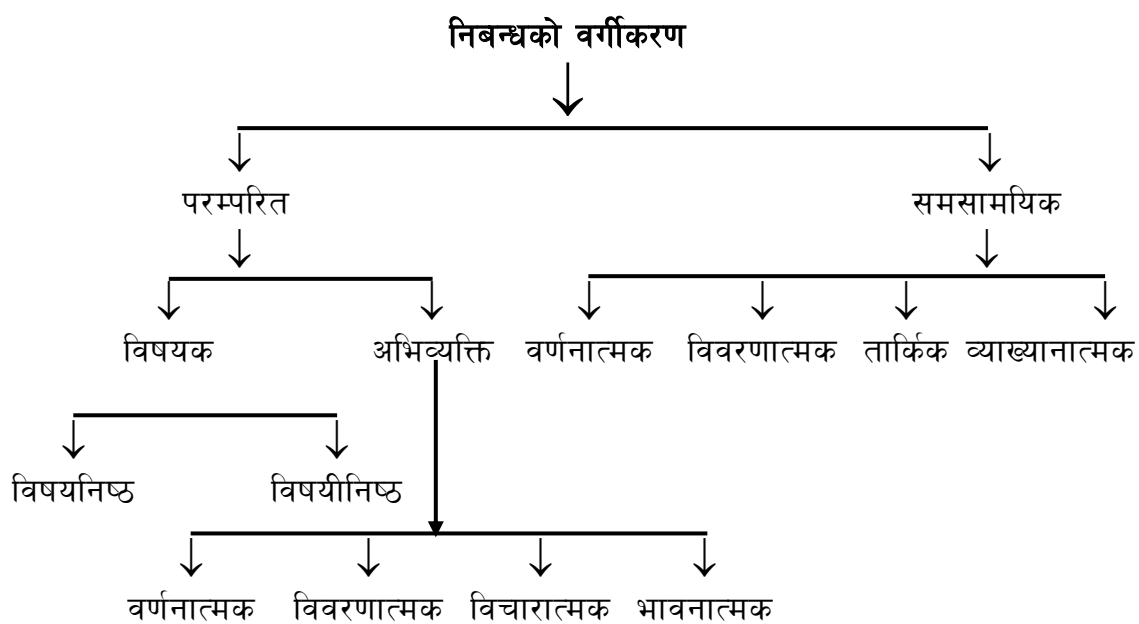 निबन्धको वर्गीकरण
परम्परित समसामयिक
विषयक अभिव्यक्ति वर्णनात्मक विवरणात्मक तार्किक व्याख्यानात्मक
विषयनिष्ठ विषयीनिष्ठ
वर्णनात्मक विवरणात्मक विचारात्मक भावनात्मक